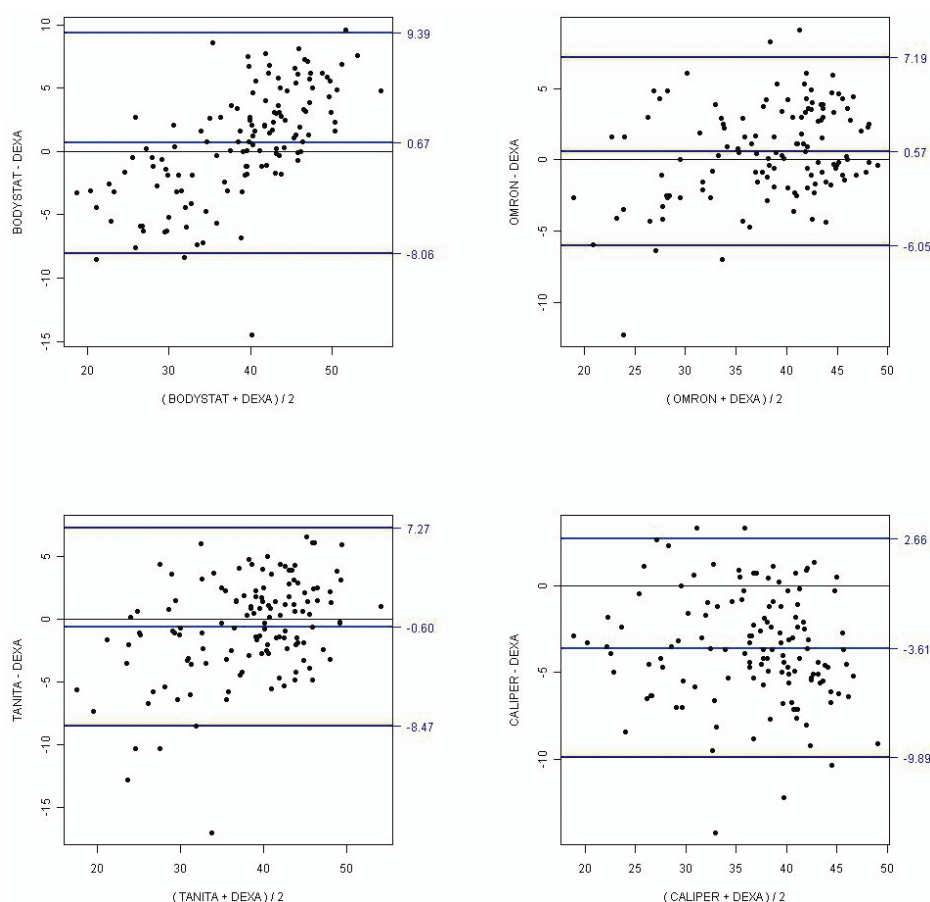 10
5
0
-5
-10
-15
BODYSTAT - DEXA
9.39
0.67
-8.06
20 30 40 50
( BODYSTAT + DEXA ) / 2
5
0
-5
-10
OMRON - DEXA
7.19
0.57
-6.05
20 25 30 35 40 45 50
( OMRON + DEXA ) / 2
5
0
-5
-10
-15
TANITA - DEXA
7.27
-0.60
-8.47
20 30 40 50
( TANITA + DEXA ) / 2
0
-5
-10
CALIPER - DEXA
2.66
-3.61
-9.89
20 25 30 35 40 45 50
( CALIPER + DEXA ) / 2